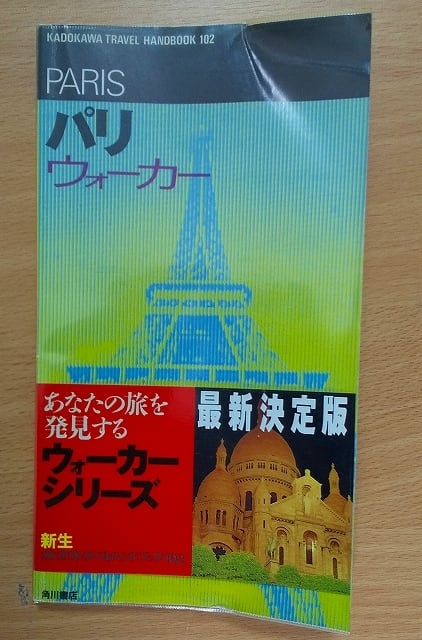 KADOKAWA TRAVEL HANDBOOK 102
PARIS
パリ
ウォーカー
あなたの旅を
発見する
ウォーカー
シリーズ
最新決定版
新生
角川書店